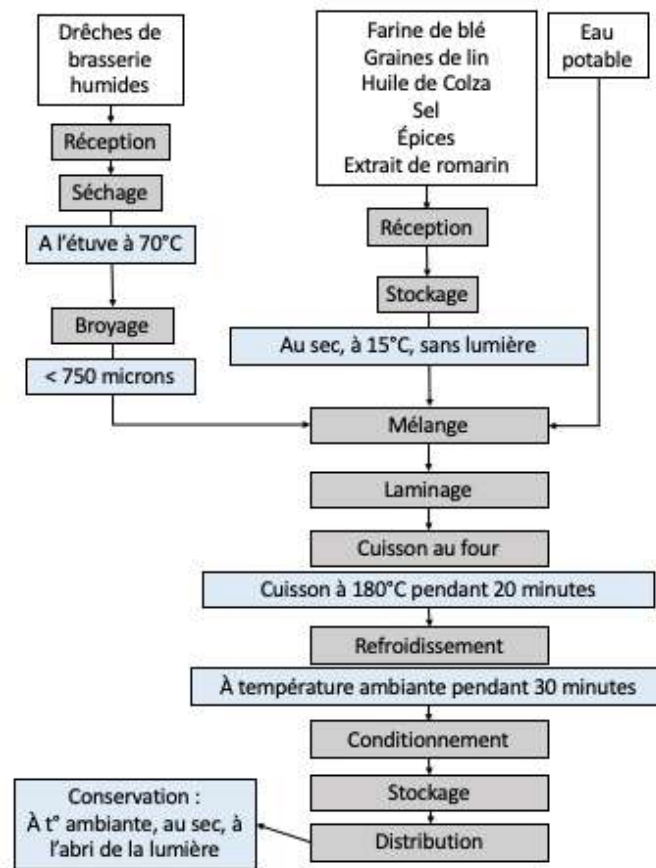 Drêches de
brasserie
humides
Réception
Séchage
A l'étuve à 70°C
Broyage
< 750 microns
Farine de blé
Graines de lin
Huile de Colza
Sel
Épices
Extrait de romarin
Réception
Stockage
Au sec, à 15°C, sans lumière
Eau
potable
Mélange
Laminage
Cuisson au four
Cuisson à 180°C pendant 20 minutes
Refroidissement
À température ambiante pendant 30 minutes
Conditionnement
Stockage
Distribution
Conservation :
À t° ambiante, au sec, à
l'abri de la lumière